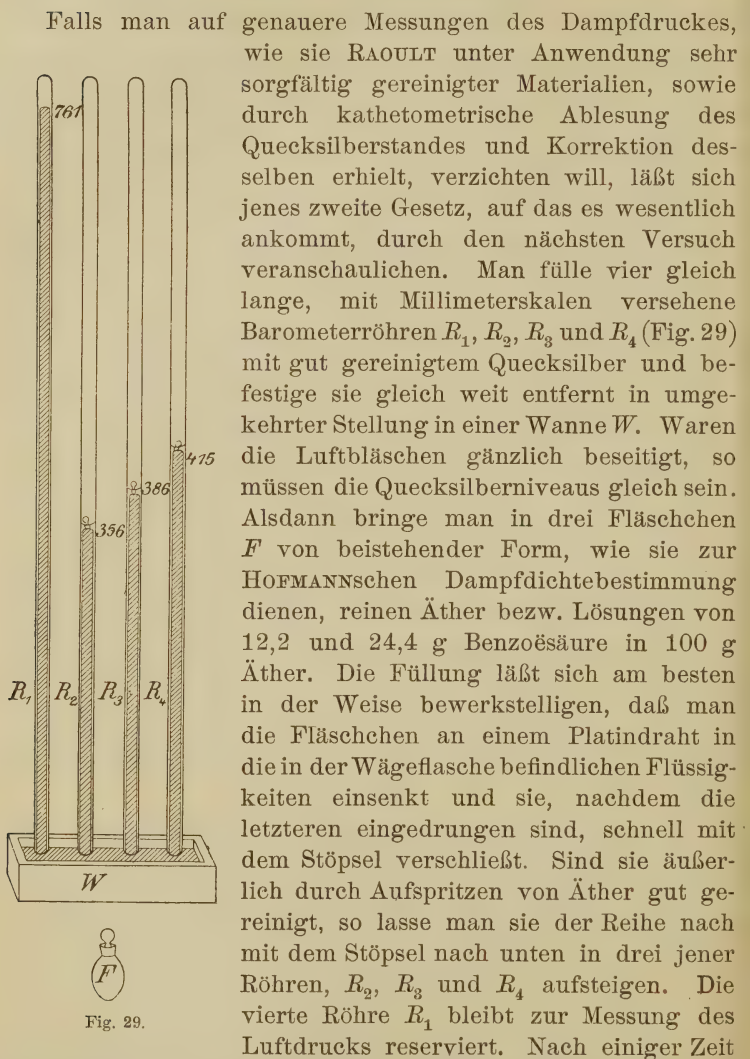 Falls man auf genauere Messungen des Dampfdruckes,
wie sie RAOULT unter Anwendung sehr
sorgfältig gereinigter Materialien, sowie
durch kathetometrische Ablesung des
Quecksilberstandes und Korrektion des-
selben erhielt, verzichten will, läßt sich
jenes zweite Gesetz, auf das es wesentlich
ankommt, durch den nächsten Versuch
veranschaulichen. Man fülle vier gleich
lange, mit Millimeterskalen versehene
Barometerröhren R₁, R₂, R₃ und R₄ (Fig. 29)
mit gut gereinigtem Quecksilber und be-
festige sie gleich weit entfernt in umge-
kehrter Stellung in einer Wanne W. Waren
die Luftbläschen gänzlich beseitigt, so
müssen die Quecksilberniveaus gleich sein.
Alsdann bringe man in drei Fläschchen
F von beistehender Form, wie sie zur
HOFMANNschen Dampfdichtebestimmung
dienen, reinen Äther bezw. Lösungen von
12,2 und 24,4 g Benzoësäure in 100 g
Äther. Die Füllung läßt sich am besten
in der Weise bewerkstelligen, daß man
die Fläschchen an einem Platindraht in
die in der Wägeflasche befindlichen Flüssig-
keiten einsenkt und sie, nachdem die
letzteren eingedrungen sind, schnell mit
dem Stöpsel verschließt. Sind sie äußer-
lich durch Aufspritzen von Äther gut ge-
reinigt, so lasse man sie der Reihe nach
mit dem Stöpsel nach unten in drei jener
Röhren, R₂, R₃ und R₄ aufsteigen. Die
vierte Röhre R₁ bleibt zur Messung des
Luftdrucks reserviert. Nach einiger Zeit
761
415
386
356
R₁ R₂ R₃ R₄
W
F
Fig. 29.